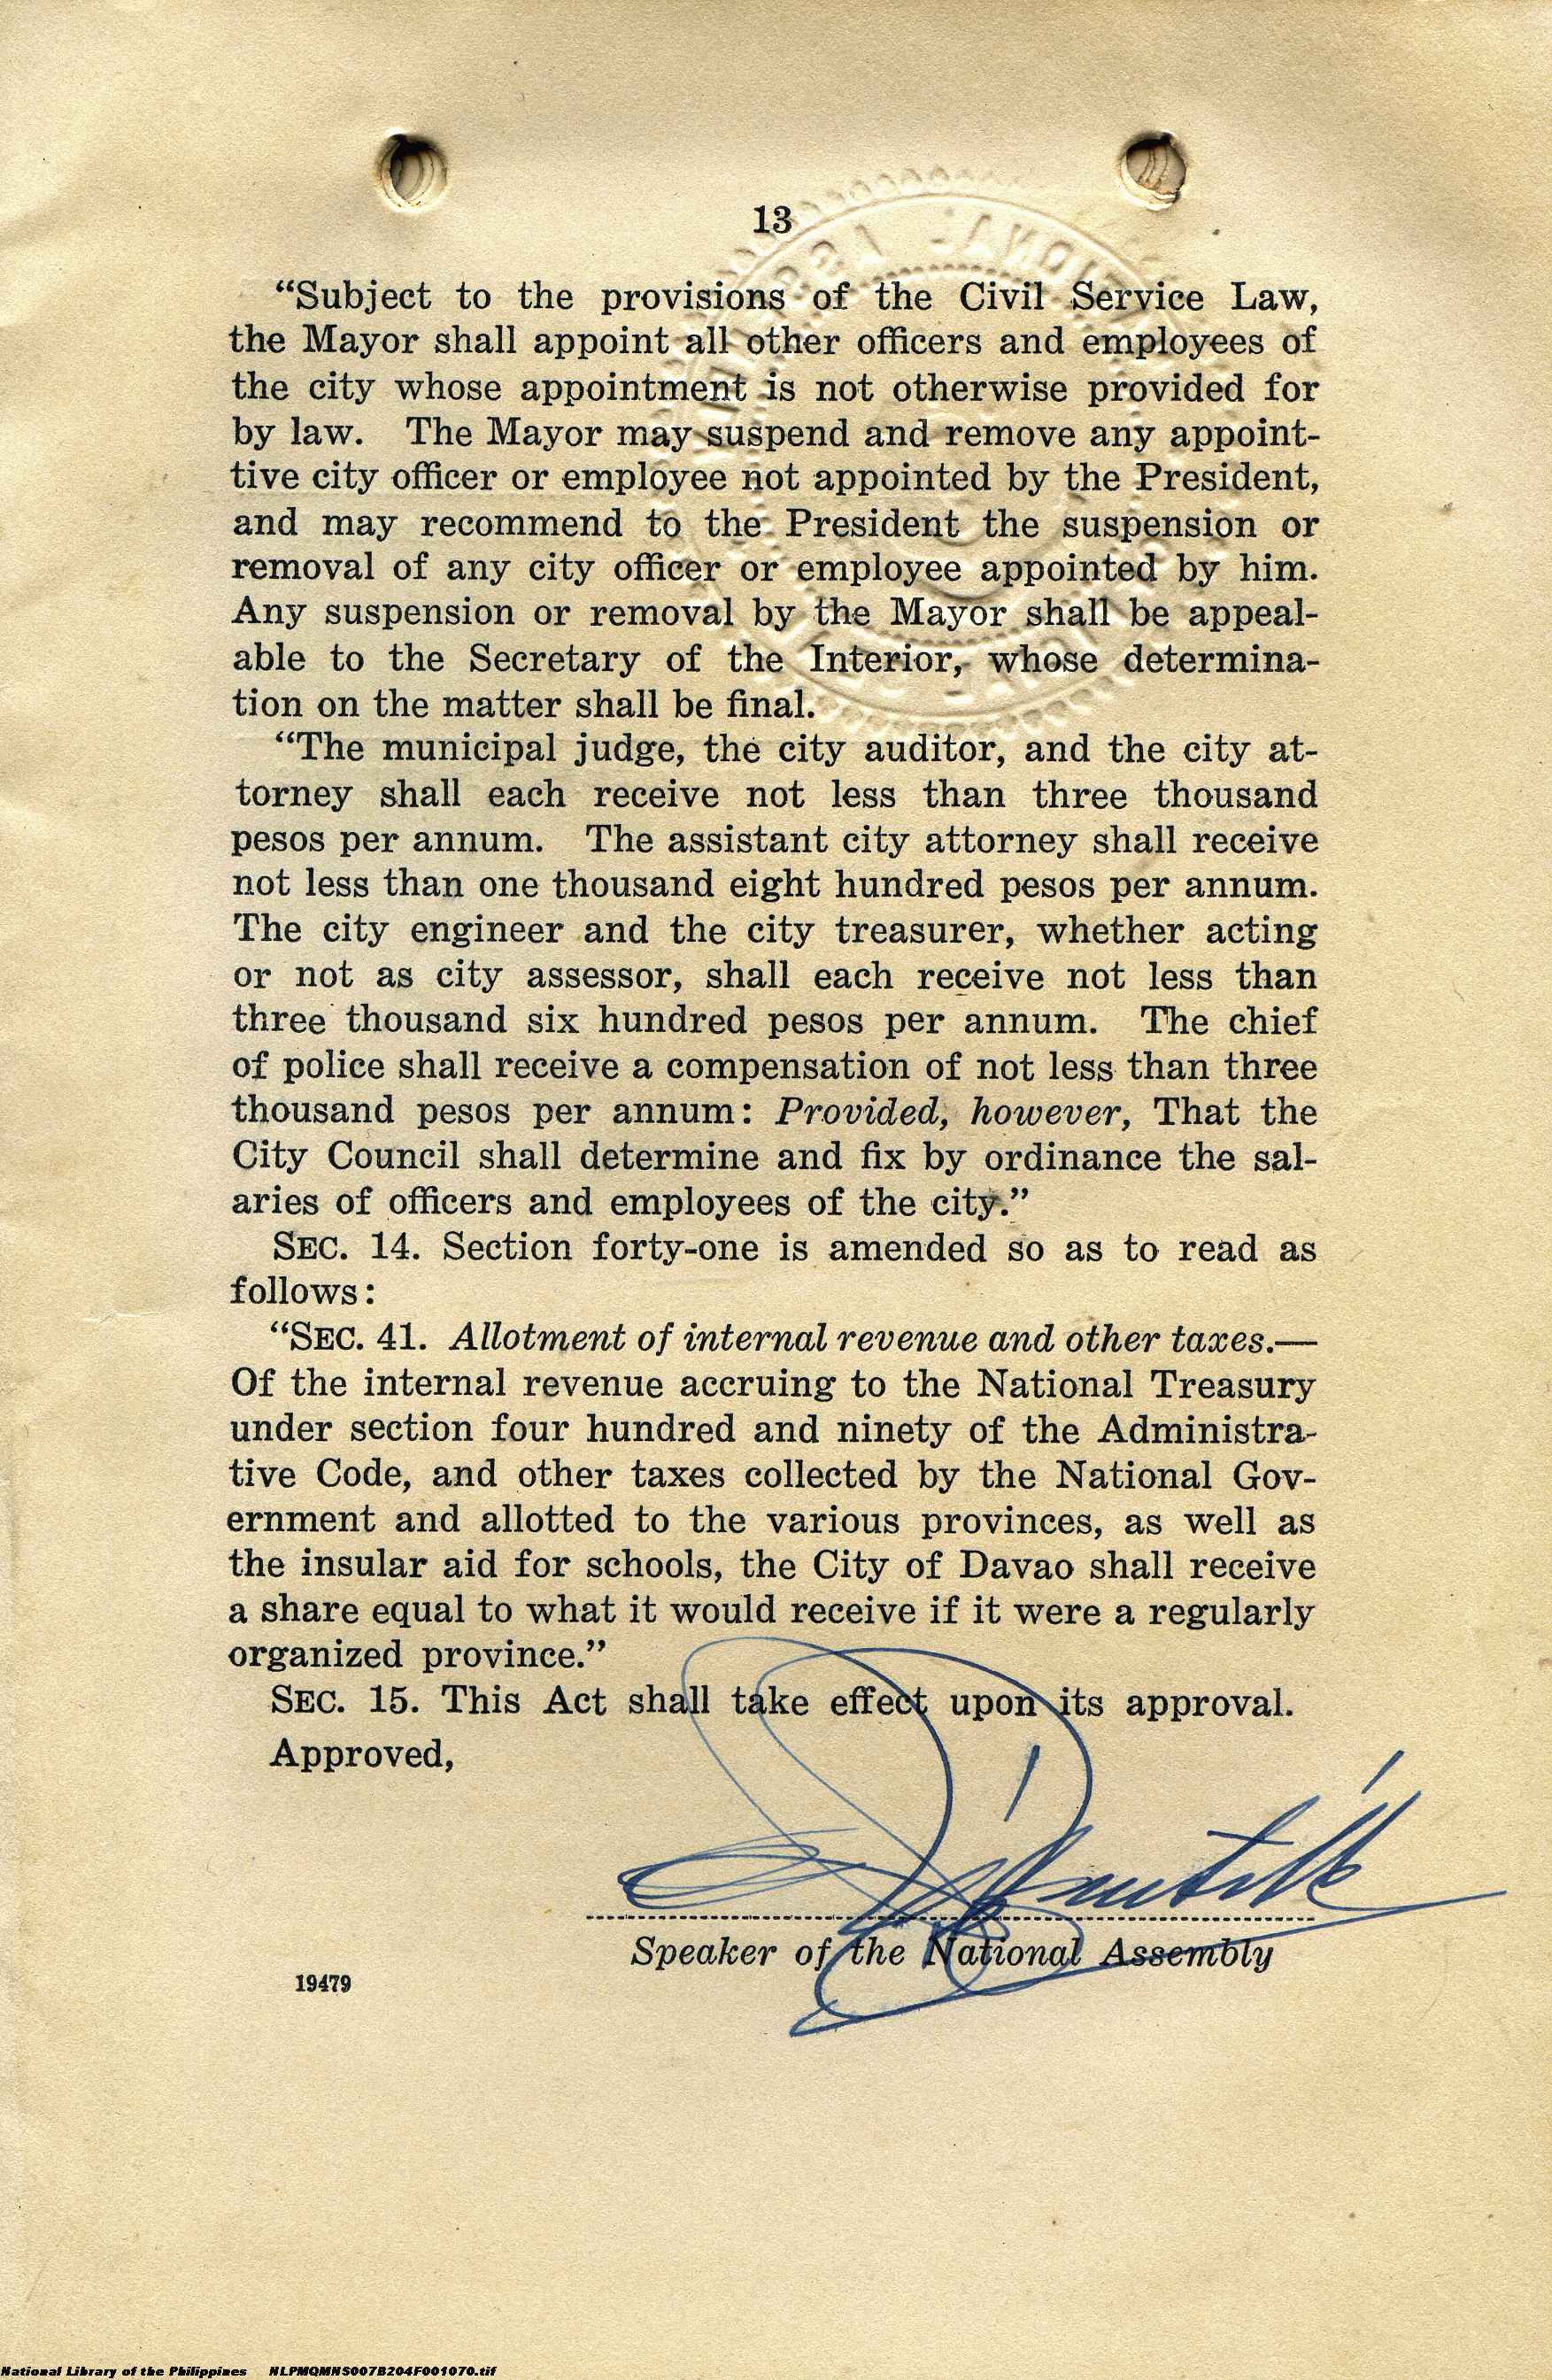 13
“Subject to the provisions of the Civil Service Law,
the Mayor shall appoint all other officers and employees of
the city whose appointment is not otherwise provided for
by law. The Mayor may suspend and remove any appoint-
tive city officer or employee not appointed by the President,
and may recommend to the President the suspension or
removal of any city officer or employee appointed by him.
Any suspension or removal by the Mayor shall be appeal-
able to the Secretary of the Interior, whose determina-
tion on the matter shall be final.
“The municipal judge, the city auditor, and the city at-
torney shall each receive not less than three thousand
pesos per annum. The assistant city attorney shall receive
not less than one thousand eight hundred pesos per annum.
The city engineer and the city treasurer, whether acting
or not as city assessor, shall each receive not less than
three thousand six hundred pesos per annum. The chief
of police shall receive a compensation of not less than three
thousand pesos per annum: Provided, however, That the
City Council shall determine and fix by ordinance the sal-
aries of officers and employees of the city.”
SEC. 14. Section forty-one is amended so as to read as
follows:
“SEC. 41. Allotment of internal revenue and other taxes.—
Of the internal revenue accruing to the National Treasury
under section four hundred and ninety of the Administra-
tive Code, and other taxes collected by the National Gov-
ernment and allotted to the various provinces, as well as
the insular aid for schools, the City of Davao shall receive
a share equal to what it would receive if it were a regularly
organized province.”
SEC. 15. This Act shall take effect upon its approval.
Approved,
Speaker of the National Assembly
19479
National Library of the Philippines NLPMQMNS007B204F001070.tif